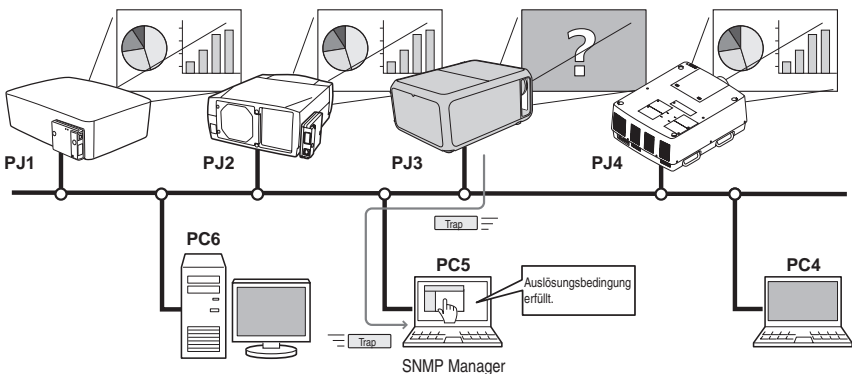 ?
PJ1
PJ2
PJ3
PJ4
Trap
PC6
PC5
PC4
Auslösungsbedingung
erfüllt.
Trap
SNMP Manager